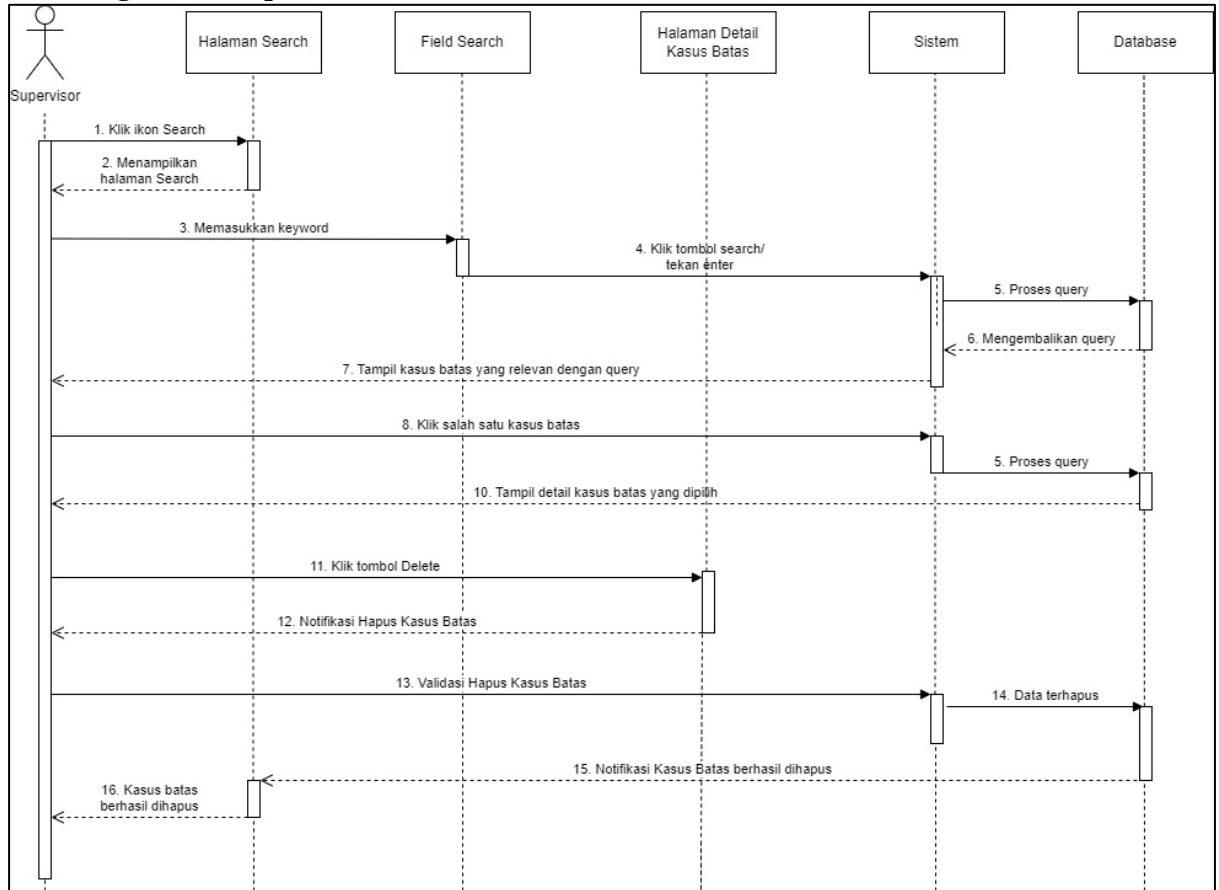 Halaman Search
Field Search
Halaman Detail
Kasus Batas
Sistem
Database
Supervisor
1. Klik ikon Search
2. Menampilkan
halaman Search
3. Memasukkan keyword
4. Klik tombol search/
tekan enter
5. Proses query
6. Mengembalikan query
7. Tampil kasus batas yang relevan dengan query
8. Klik salah satu kasus batas
5. Proses query
10. Tampil detail kasus batas yang dipilih
11. Klik tombol Delete
12. Notifikasi Hapus Kasus Batas
13. Validasi Hapus Kasus Batas
14. Data terhapus
15. Notifikasi Kasus Batas berhasil dihapus
16. Kasus batas
berhasil dihapus